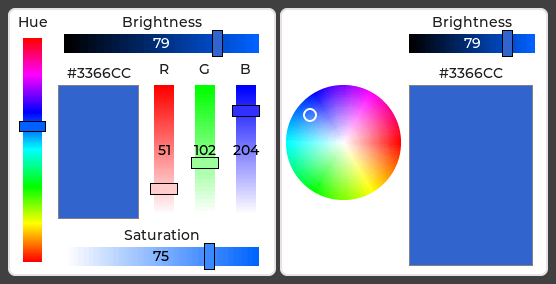 Hue
Brightness
79
#3366CC
R G B
51 102 204
Saturation
75
Brightness
79
#3366CC